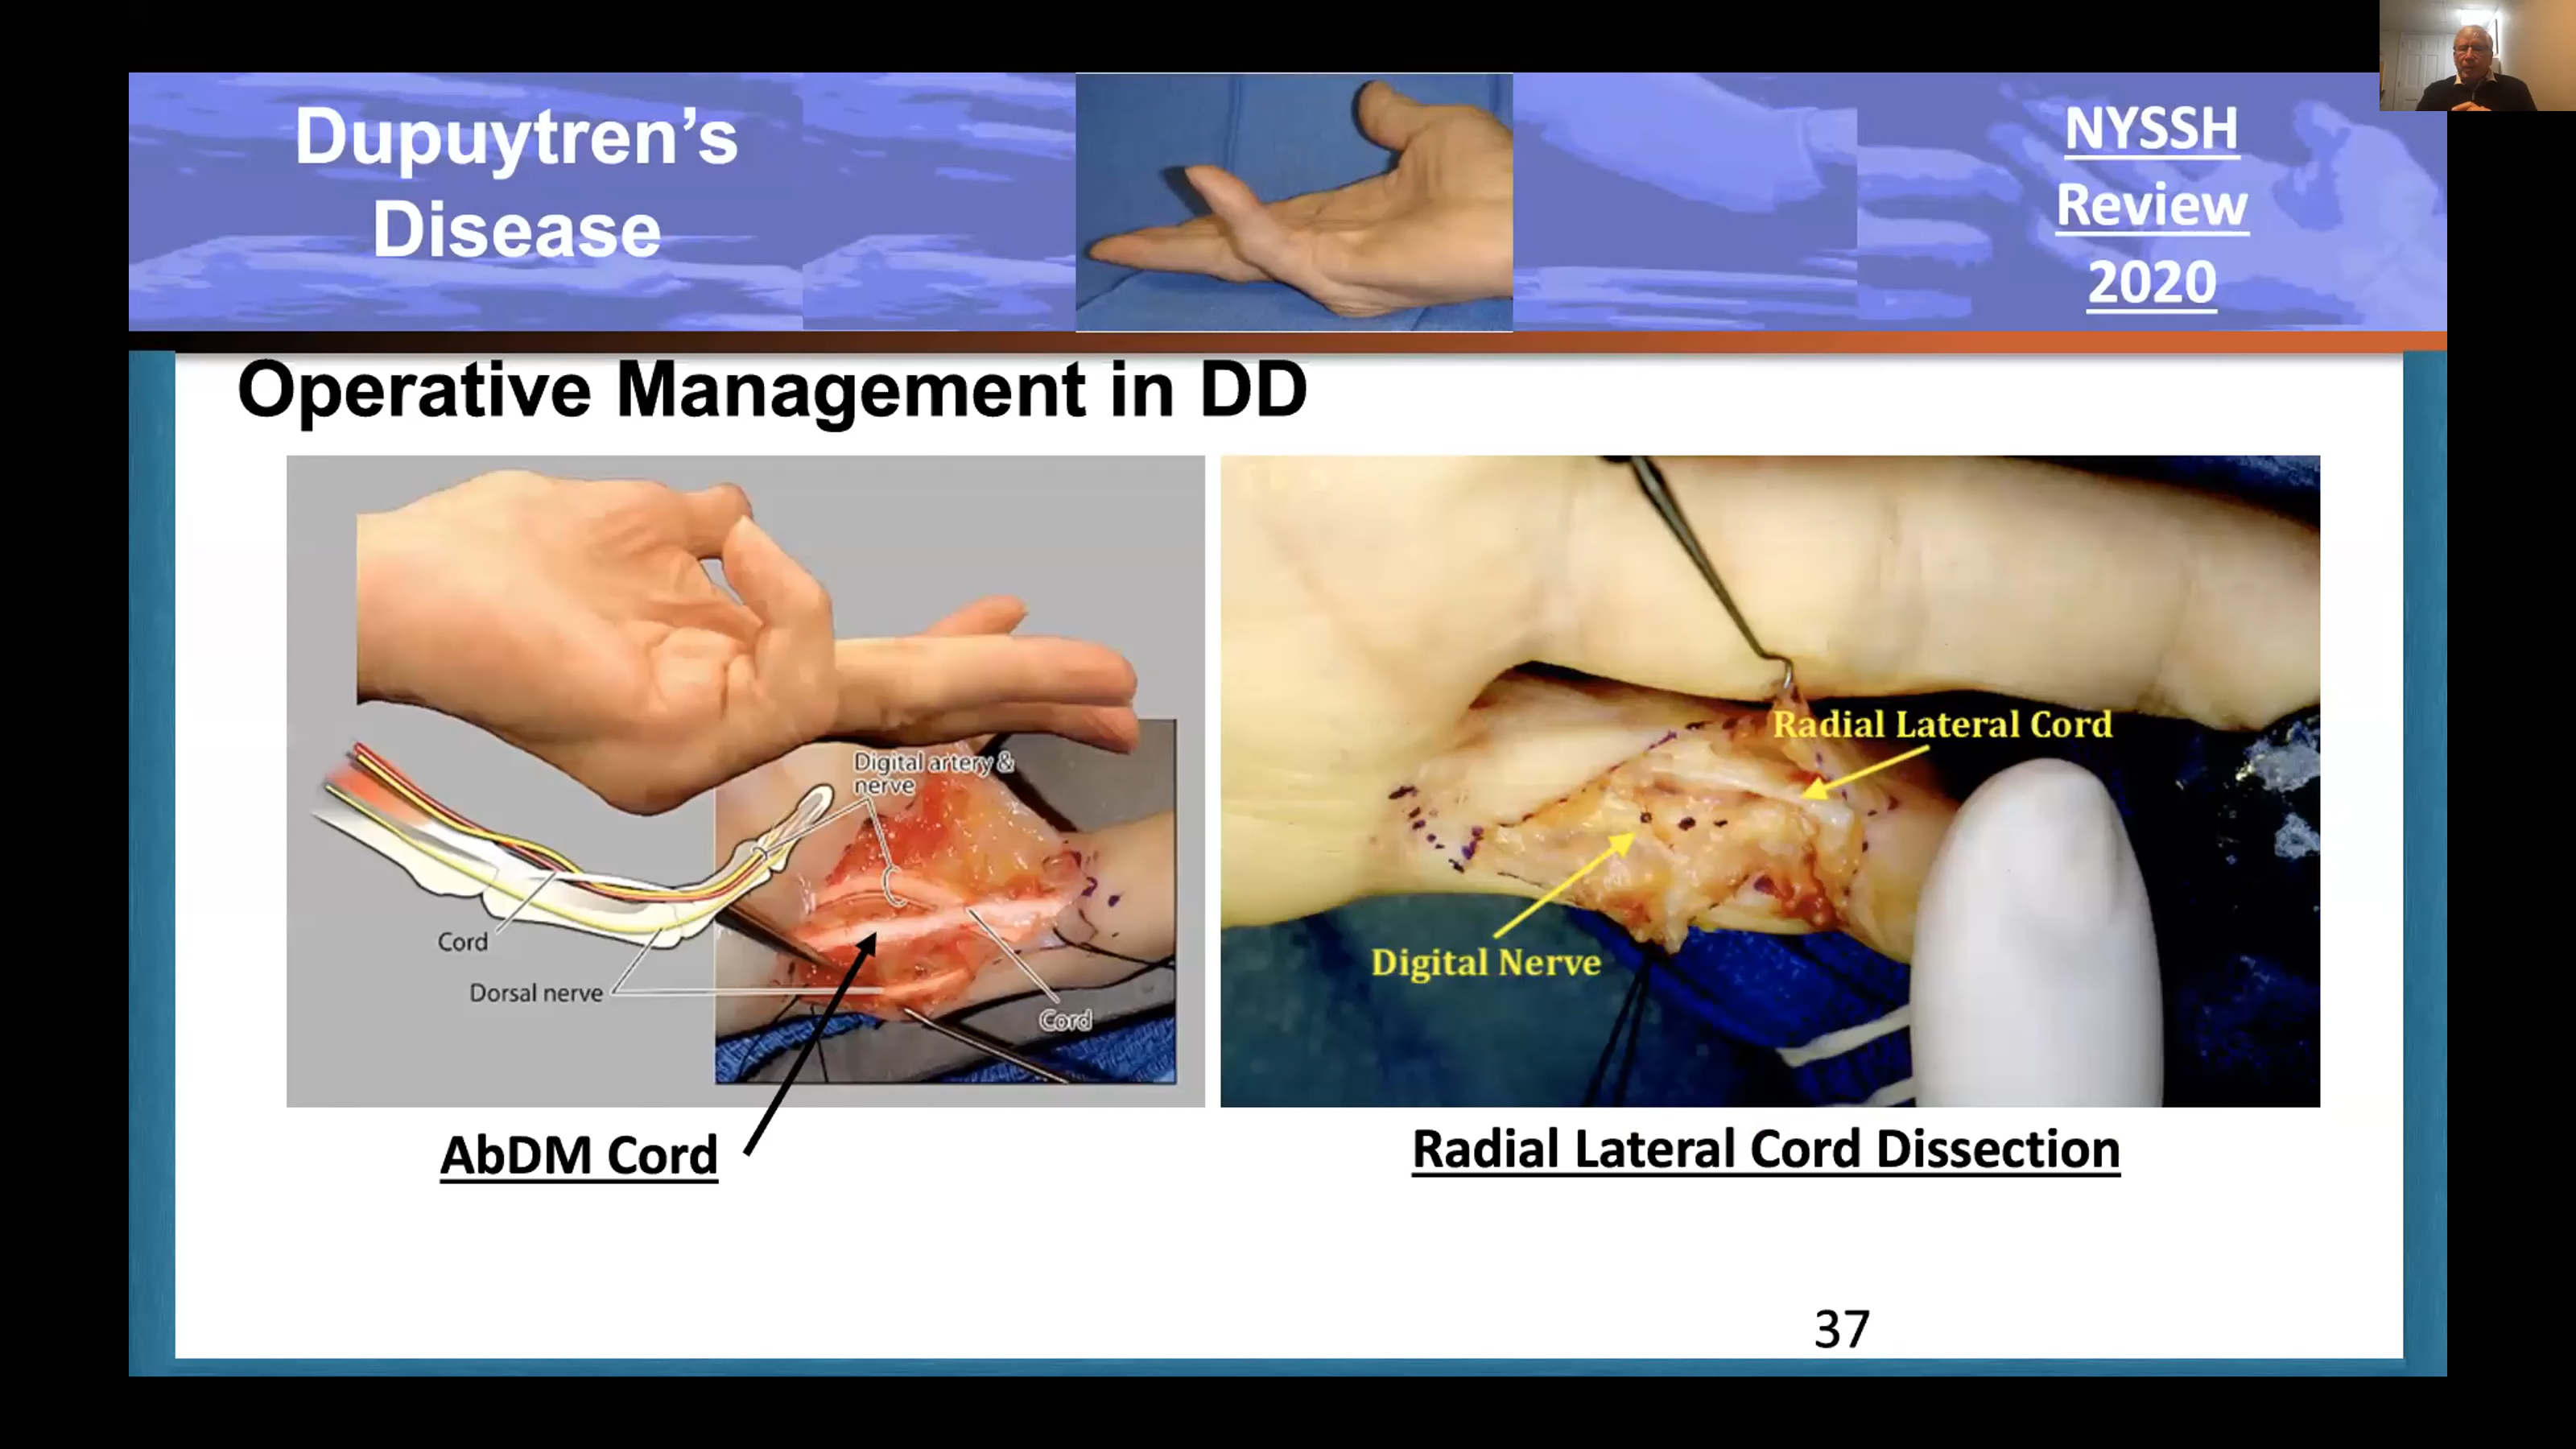 Dupuytren’s
Disease
NYSSH
Review
2020
Operative Management in DD
Digital artery &
nerve
Cord
Dorsal nerve
Cord
Radial Lateral Cord
Digital Nerve
AbDM Cord
Radial Lateral Cord Dissection
37